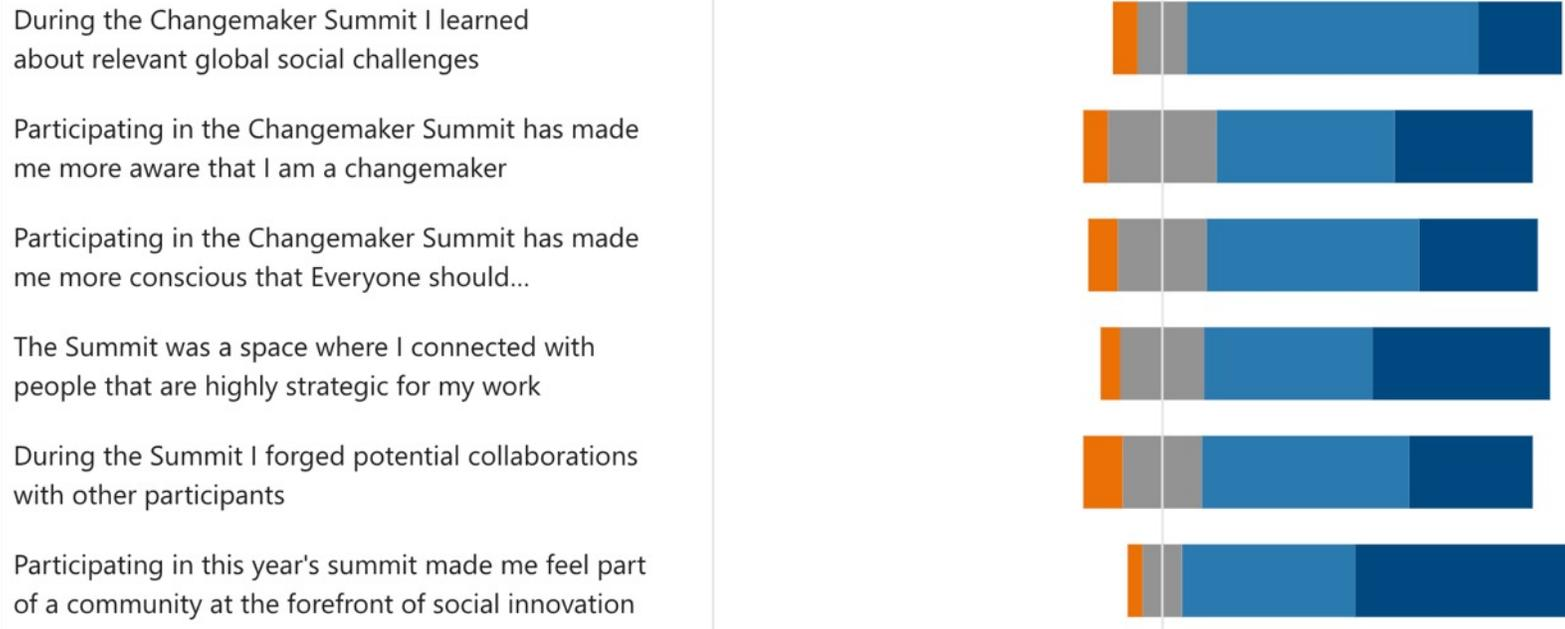 During the Changemaker Summit I learned
about relevant global social challenges
Participating in the Changemaker Summit has made
me more aware that I am a changemaker
Participating in the Changemaker Summit has made
me more conscious that Everyone should...
The Summit was a space where I connected with
people that are highly strategic for my work
During the Summit I forged potential collaborations
with other participants
Participating in this year's summit made me feel part
of a community at the forefront of social innovation